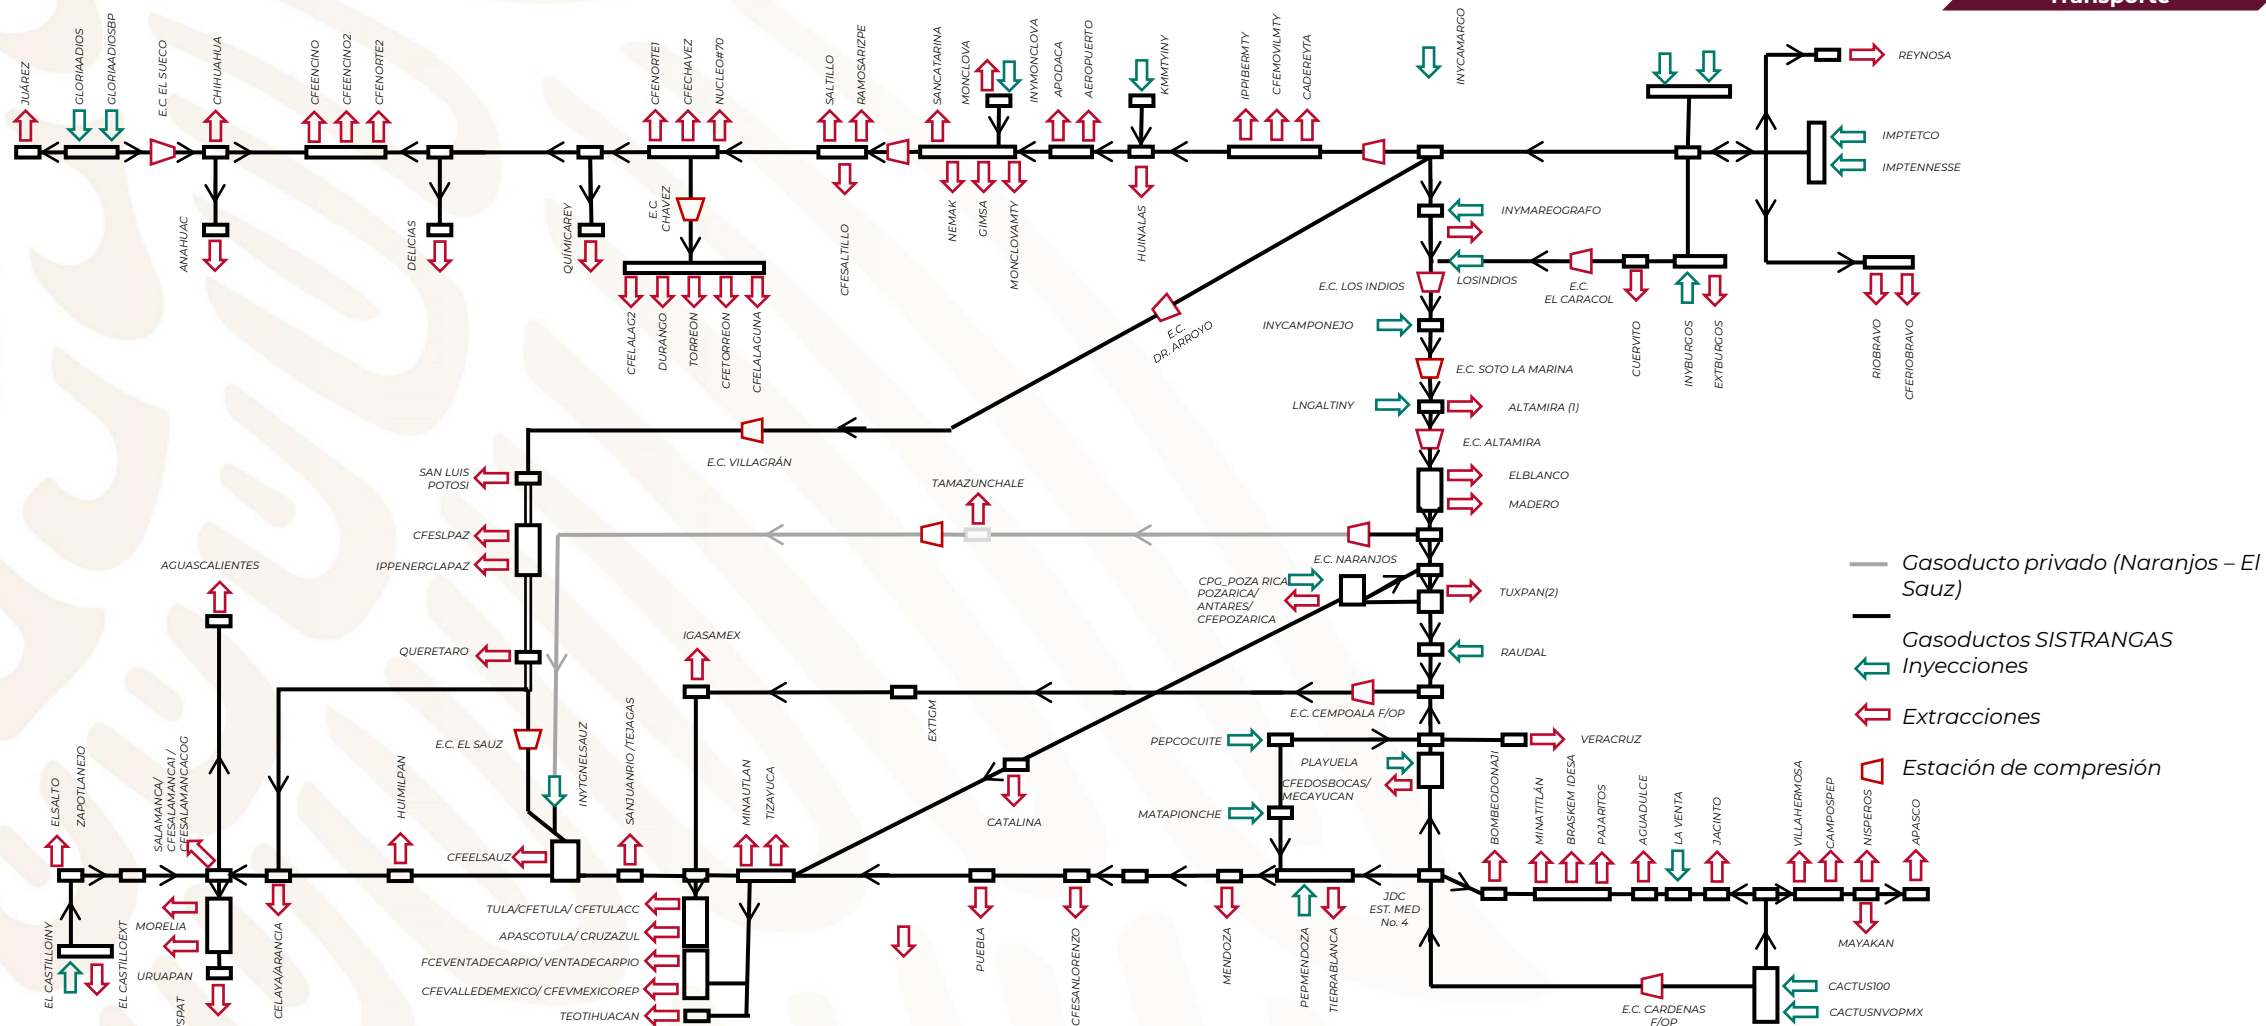 Transporte
JUÁREZ
GLORIAADIOS
GLORIAADIOSBP
E.C. EL SUECO
CHIHUAHUA
CFEENCINO
CFEENCINO2
CFENORTE2
CFENORTE1
CFECHAVEZ
NUCLEO#70
SALTILLO
RAMOSARIZPE
SANCATARINA
MONCLOVA
INYMONCLOVA
APODACA
AEROPUERTO
KMMTYINY
IPPIBERMTY
CFEMOVILMTY
CADEREYTA
INYCAMARGO
REYNOSA
IMPTETCO
IMPTENNESSE
ANAHUAC
DELICIAS
QUÍMICAREY
E.C.
CHAVEZ
CFESALTILLO
NEMAK
GIMSA
MONCLOVAMTY
HUINALAS
INYMAREOGRAFO
LOSINDIOS
E.C. LOS INDIOS
E.C.
EL CARACOL
CUERVITO
INYBURGOS
EXTBURGOS
RIOBRAVO
CFERIOBRAVO
CFELALAG2
DURANGO
TORREON
CFETORREON
CFELALAGUNA
E.C.
DR. ARROYO
INYCAMPONEJO
E.C. SOTO LA MARINA
LNGALTINY
ALTAMIRA (1)
E.C. ALTAMIRA
E.C. VILLAGRÁN
SAN LUIS
POTOSI
TAMAZUNCHALE
ELBLANCO
MADERO
CFESLPAZ
IPPENERGLAPAZ
E.C. NARANJOS
AGUASCALIENTES
CPG_POZA RICA
POZARICA/
ANTARES/
CFEPOZARICA
TUXPAN(2)
Gasoducto privado (Naranjos – El
Sauz)
Gasoductos SISTRANGAS
Inyecciones
Extracciones
Estación de compresión
QUERETARO
IGASAMEX
RAUDAL
EXTIGM
E.C. CEMPOALA F/OP
E.C. EL SAUZ
INYTGNELSAUZ
PEPCOCUITE
VERACRUZ
PLAYUELA
CFEDOSBOCAS/
MECAYUCAN
MATAPIONCHE
CATALINA
ELSALTO
ZAPOTLANEJO
SALAMANCA/
CFESALAMANCA1/
CFESALAMANCACOG
HUIMILPAN
CFEELSAUZ
SANJUANRIO /TEJAGAS
MINAUTLAN
TIZAYUCA
BOMBEODONAJI
MINATITLÁN
BRASKEM IDESA
PAJARITOS
AGUADULCE
LA VENTA
JACINTO
VILLAHERMOSA
CAMPOSPEP
NISPEROS
APASCO
MORELIA
URUAPAN
EL CASTILLOINY
EL CASTILLOEXT
CELAYA/ARANCIA
TULA/CFETULA/ CFETULACC
APASCOTULA/ CRUZAZUL
FCEVENTADECARPIO/ VENTADECARPIO
CFEVALLEDEMEXICO/ CFEVMEXICOREP
TEOTIHUACAN
PUEBLA
CFESANLORENZO
MENDOZA
PEPMENDOZA
TIERRABLANCA
JDC
EST. MED
No. 4
MAYAKAN
E.C. CARDENAS
F/OP
CACTUS100
CACTUSNVOPMX